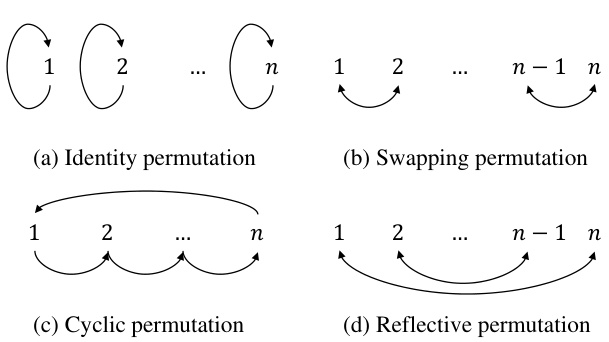 1 2 ... n
1 2 ... n − 1 n
(a) Identity permutation
(b) Swapping permutation
1 2 ... n
1 2 ... n − 1 n
(c) Cyclic permutation
(d) Reflective permutation